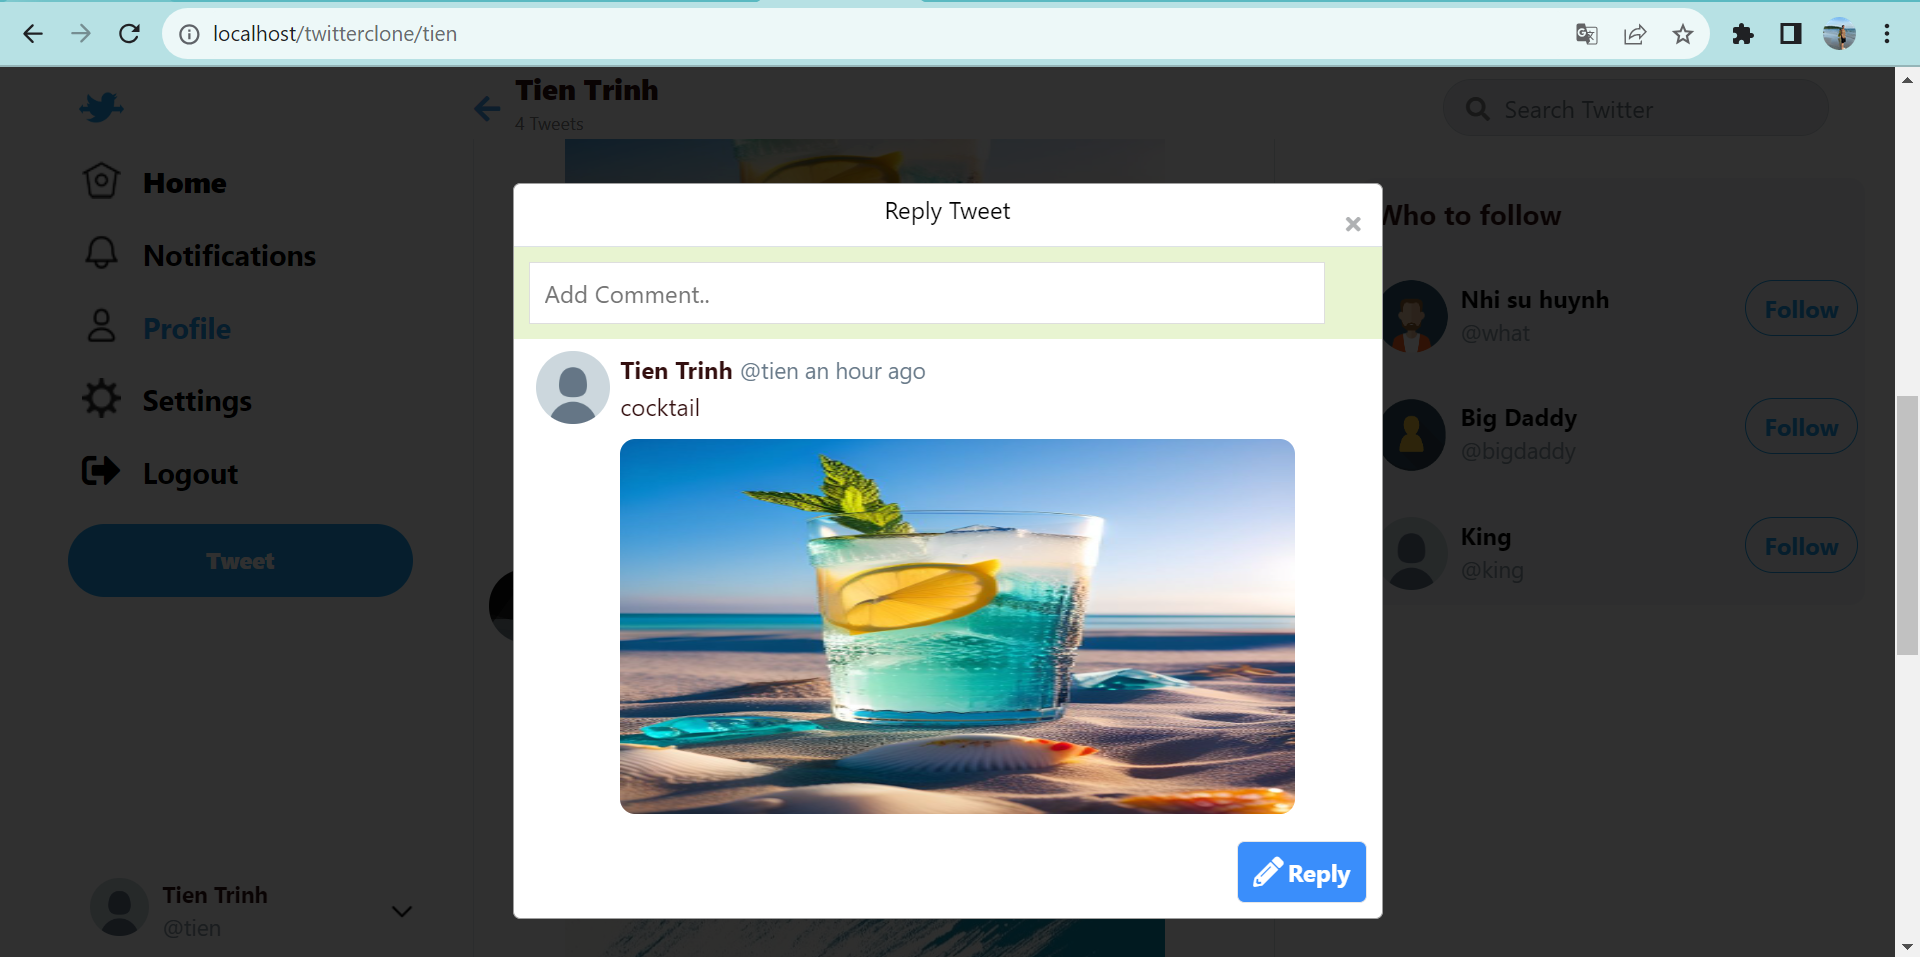 localhost/twitterclone/tien
Tien Trinh
4 Tweets
Search Twitter
Home
Notifications
Profile
Settings
Logout
Tweet
Tien Trinh
@tien
Reply Tweet
×
Add Comment..
Tien Trinh @tien an hour ago
cocktail
Reply
Who to follow
Nhi su huynh
@what
Follow
Big Daddy
@bigdaddy
Follow
King
@king
Follow